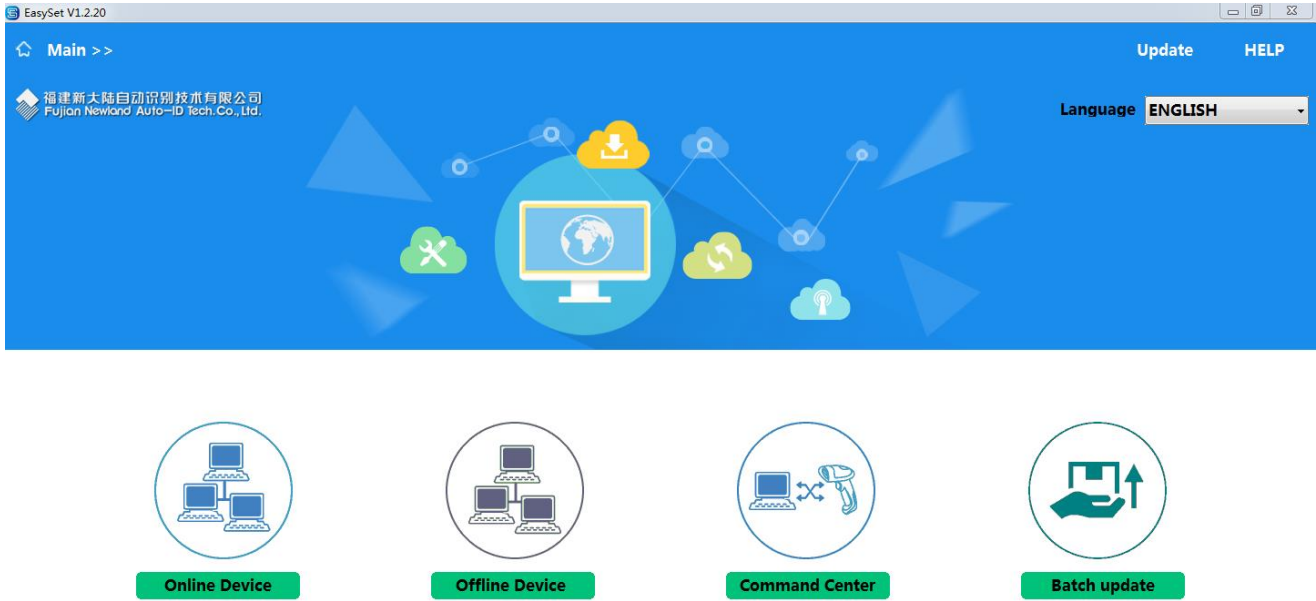 EasySet V1.2.20
Main >>
Update
HELP
福建新大陆自动识别技术有限公司
Fujian Newland Auto-ID Tech.Co.,Ltd.
Language
ENGLISH
Online Device
Offline Device
Command Center
Batch update